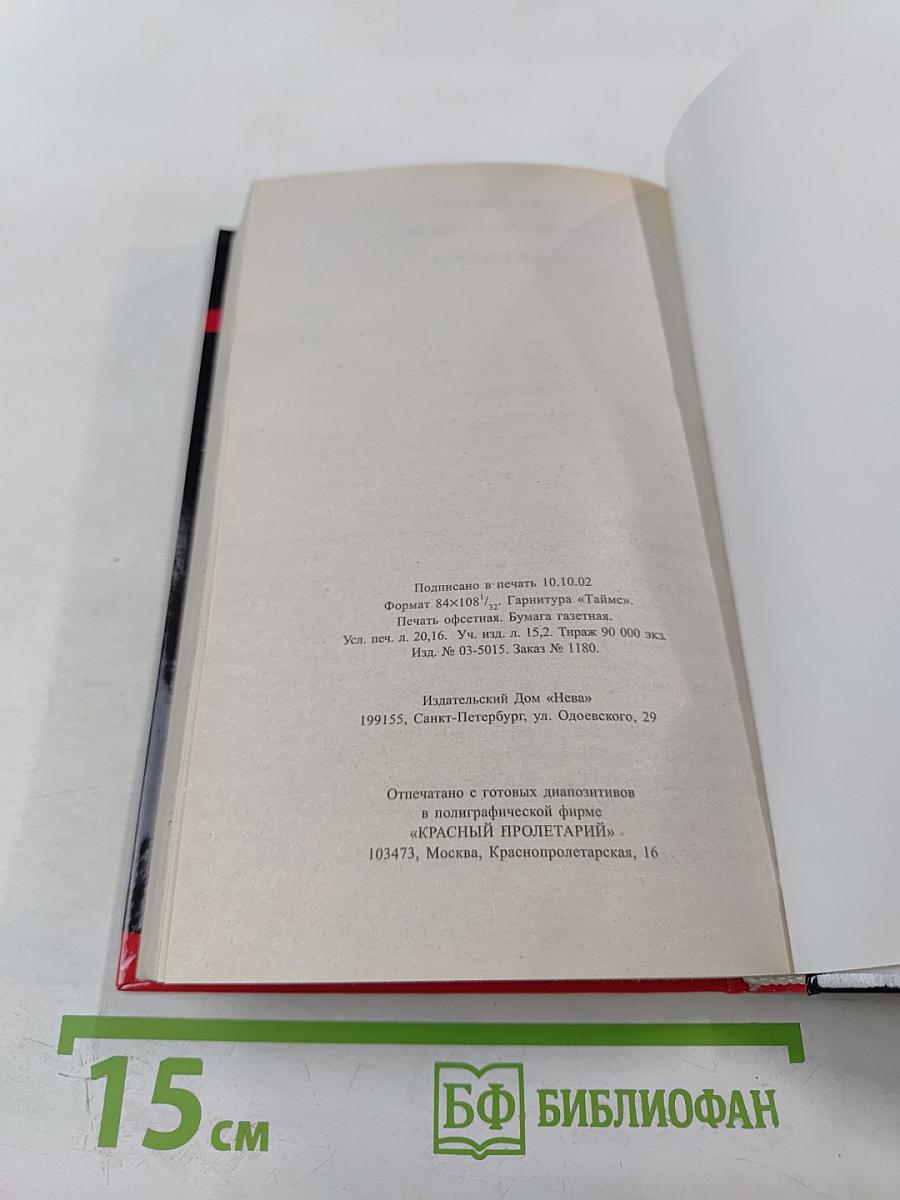 Подписано в печать 10.10.02
Формат 84×108¹/₃₂. Гарнитура «Таймс».
Печать офсетная. Бумага газетная.
Усл. печ. л. 20,16. Уч. изд. л. 15,2. Тираж 90 000 экз
Изд. № 03-5015. Заказ № 1180.
Издательский Дом «Нева»
199155, Санкт-Петербург, ул. Одоевского, 29
Отпечатано с готовых диапозитивов
в полиграфической фирме
«КРАСНЫЙ ПРОЛЕТАРИЙ»
103473, Москва, Краснопролетарская, 16
15 см
БФ БИБЛИОФАН